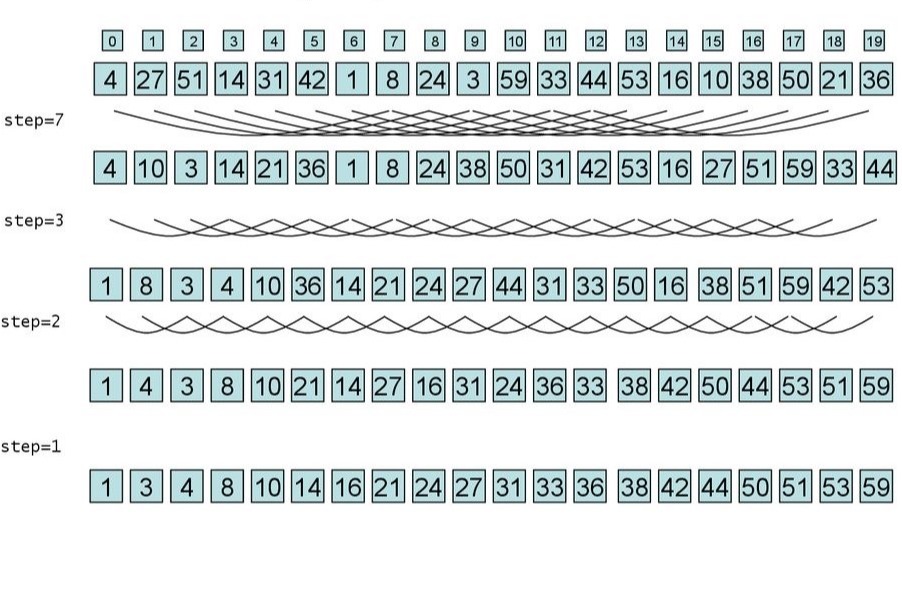 0 1 2 3 4 5 6 7 8 9 10 11 12 13 14 15 16 17 18 19
4 27 51 14 31 42 1 8 24 3 59 33 44 53 16 10 38 50 21 36
step=7
4 10 3 14 21 36 1 8 24 38 50 31 42 53 16 27 51 59 33 44
step=3
1 8 3 4 10 36 14 21 24 27 44 31 33 50 16 38 51 59 42 53
step=2
1 4 3 8 10 21 14 27 16 31 24 36 33 38 42 50 44 53 51 59
step=1
1 3 4 8 10 14 16 21 24 27 31 33 36 38 42 44 50 51 53 59